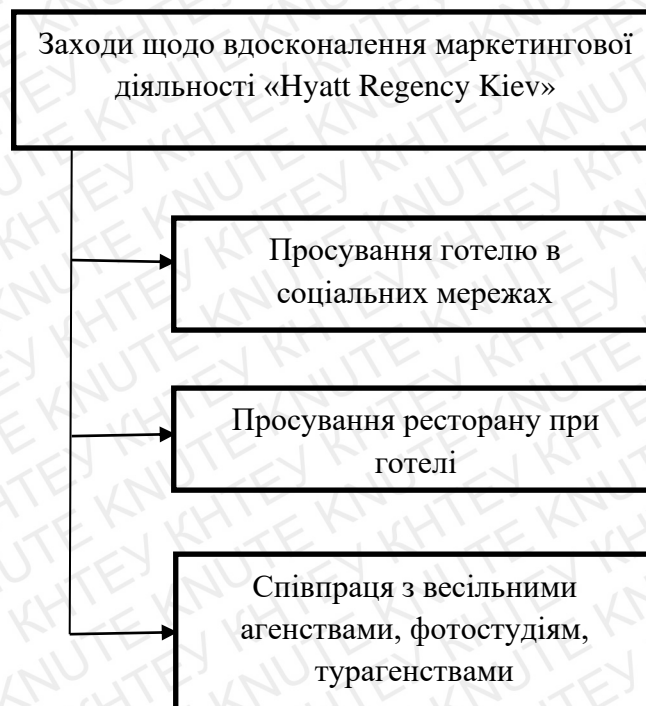 Заходи щодо вдосконалення маркетингової
діяльності «Hyatt Regency Kiev»
Просування готелю в
соціальних мережах
Просування ресторану при
готелі
Співпраця з весільними
агенствами, фотостудіям,
турагенствами